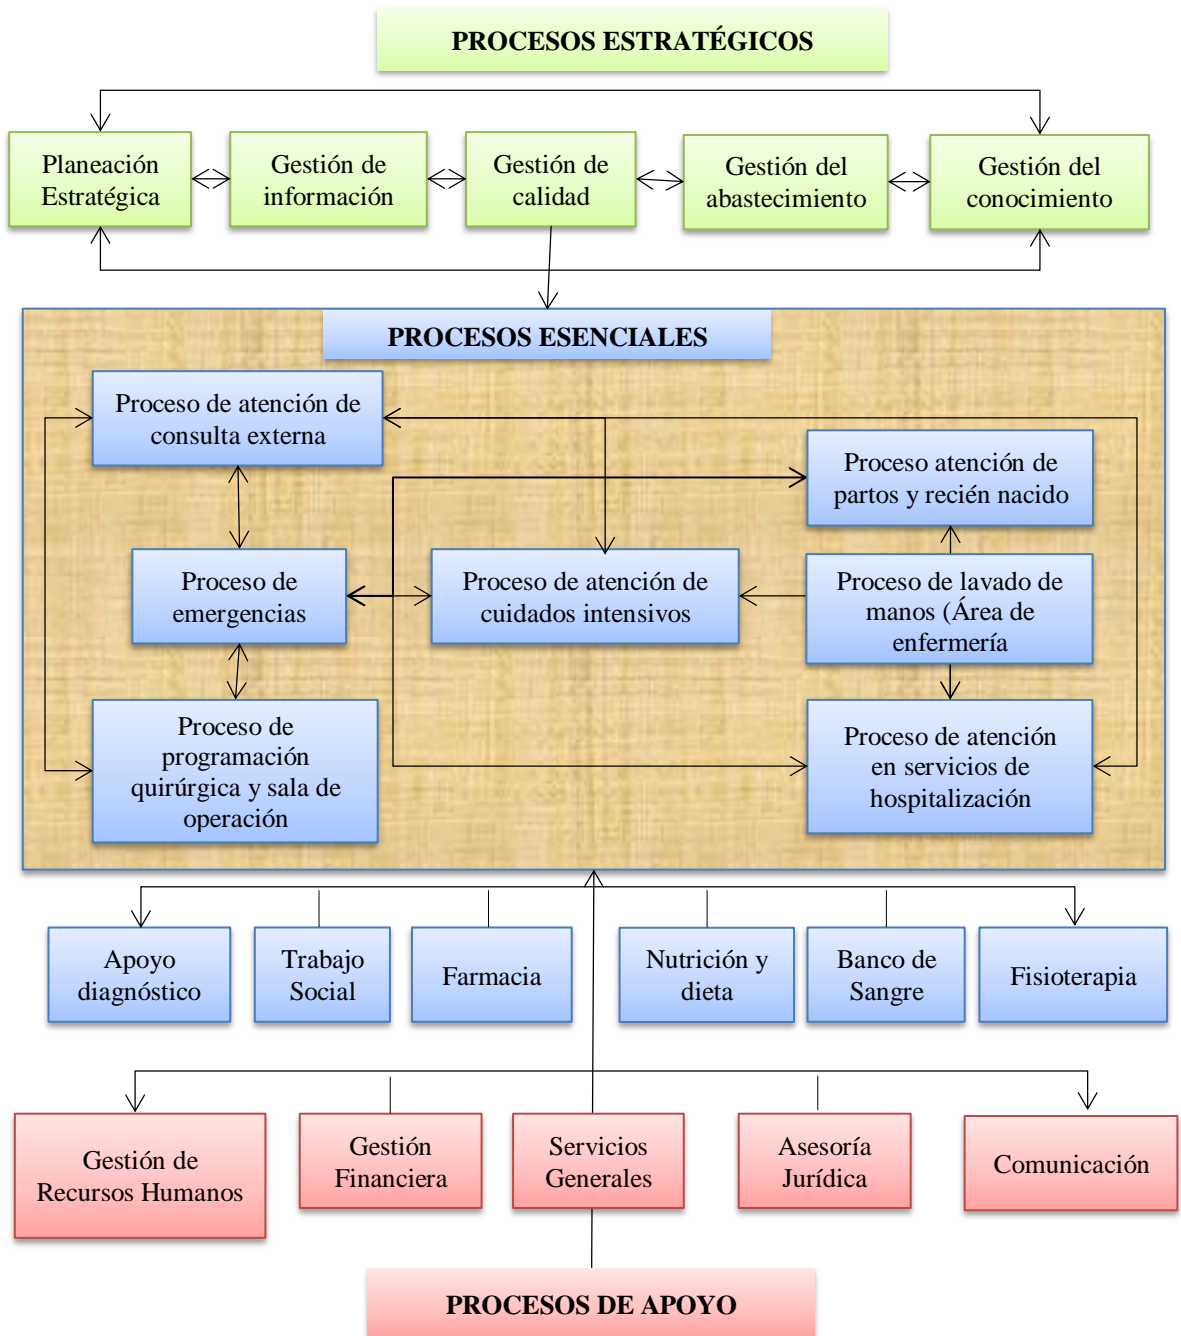 PROCESOS ESTRATÉGICOS
Planeación
Estratégica
Gestión de
información
Gestión de
calidad
Gestión del
abastecimiento
Gestión del
conocimiento
PROCESOS ESENCIALES
Proceso de atención de
consulta externa
Proceso atención de
partos y recién nacido
Proceso de
emergencias
Proceso de atención de
cuidados intensivos
Proceso de lavado de
manos (Área de
enfermería
Proceso de
programación
quirúrgica y sala de
operación
Proceso de atención
en servicios de
hospitalización
Apoyo
diagnóstico
Trabajo
Social
Farmacia
Nutrición y
dieta
Banco de
Sangre
Fisioterapia
Gestión de
Recursos Humanos
Gestión
Financiera
Servicios
Generales
Asesoría
Jurídica
Comunicación
PROCESOS DE APOYO